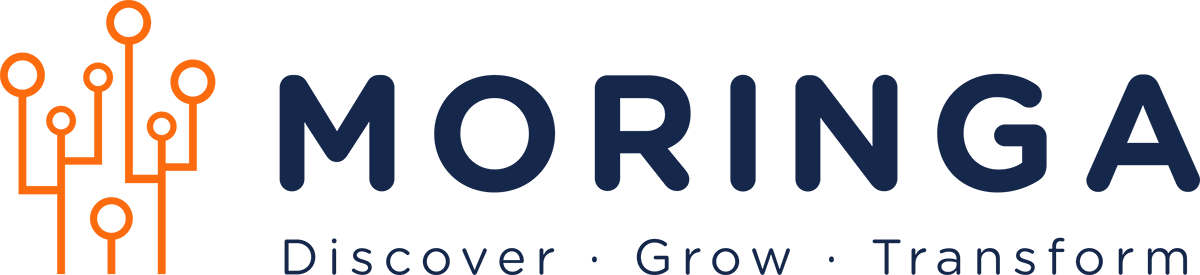 MORINGA
Discover · Grow · Transform